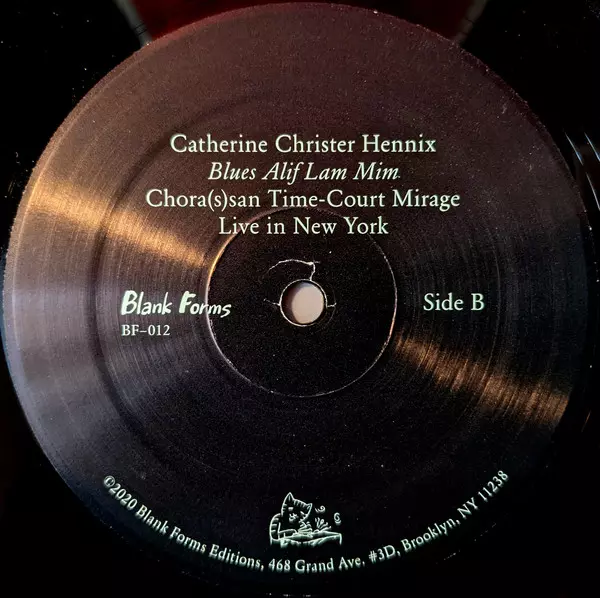 Catherine Christer Hennix
Blues Alif Lam Mim
Chora(s)san Time-Court Mirage
Live in New York
Blank Forms
BF–012
Side B
©2020 Blank Forms Editions, 468 Grand Ave, #3D, Brooklyn, NY 11238